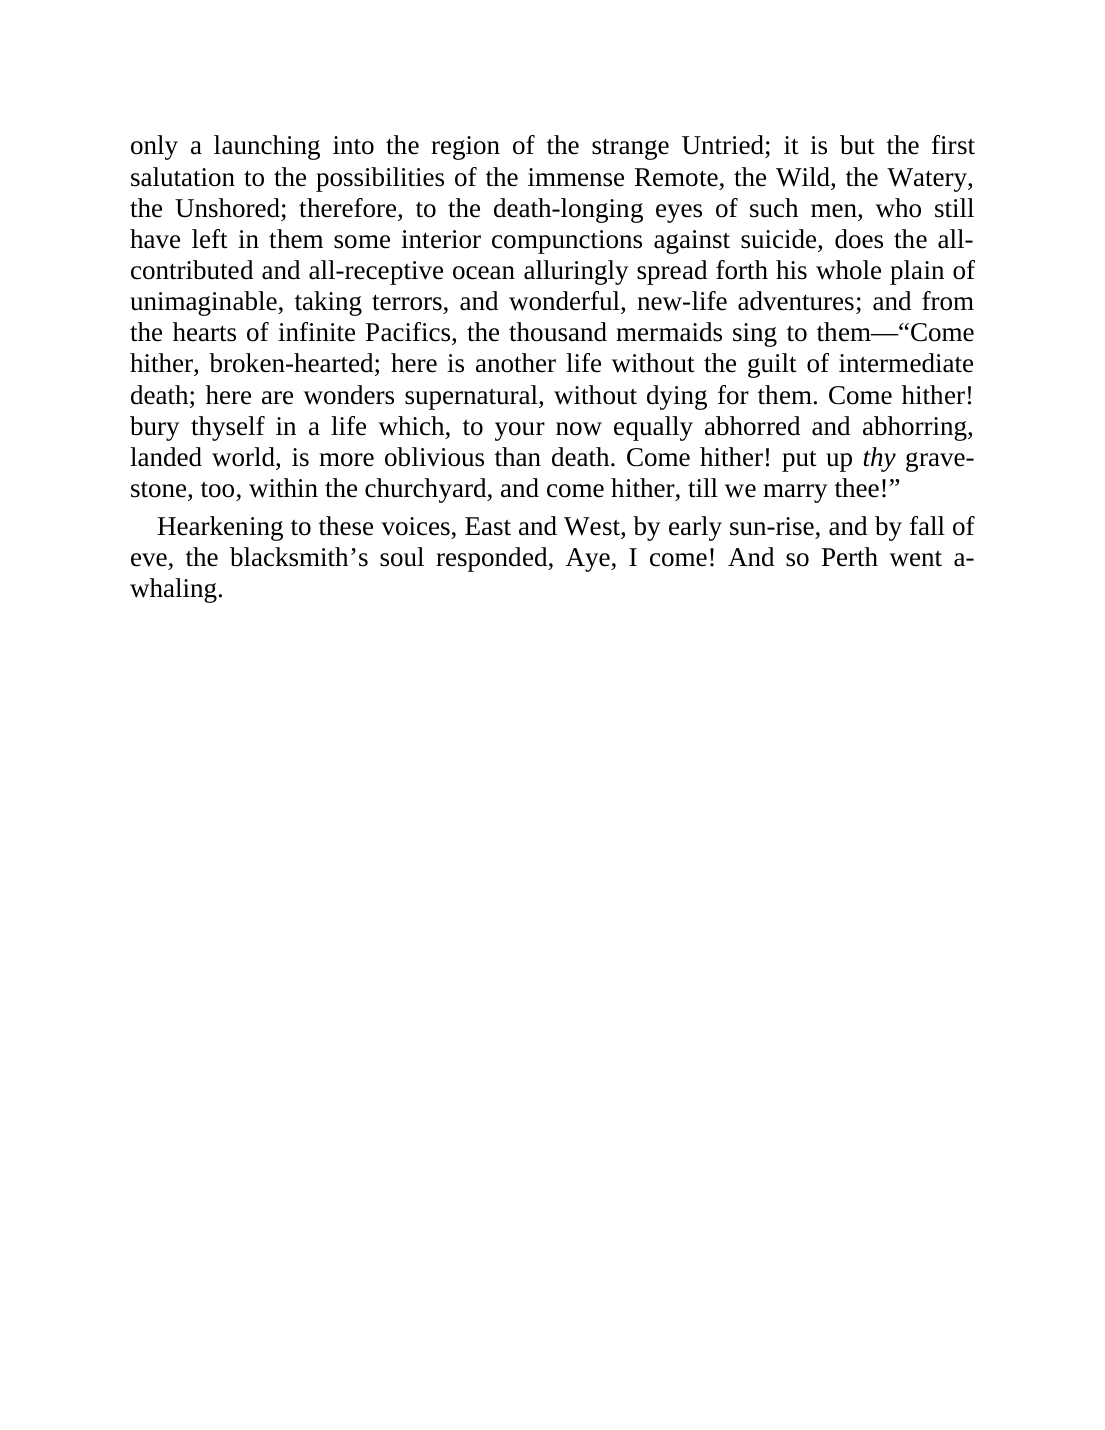 only a launching into the region of the strange Untried; it is but the first
salutation to the possibilities of the immense Remote, the Wild, the Watery,
the Unshored; therefore, to the death-longing eyes of such men, who still
have left in them some interior compunctions against suicide, does the all-
contributed and all-receptive ocean alluringly spread forth his whole plain of
unimaginable, taking terrors, and wonderful, new-life adventures; and from
the hearts of infinite Pacifics, the thousand mermaids sing to them—“Come
hither, broken-hearted; here is another life without the guilt of intermediate
death; here are wonders supernatural, without dying for them. Come hither!
bury thyself in a life which, to your now equally abhorred and abhorring,
landed world, is more oblivious than death. Come hither! put up thy grave-
stone, too, within the churchyard, and come hither, till we marry thee!”
Hearkening to these voices, East and West, by early sun-rise, and by fall of
eve, the blacksmith’s soul responded, Aye, I come! And so Perth went a-
whaling.